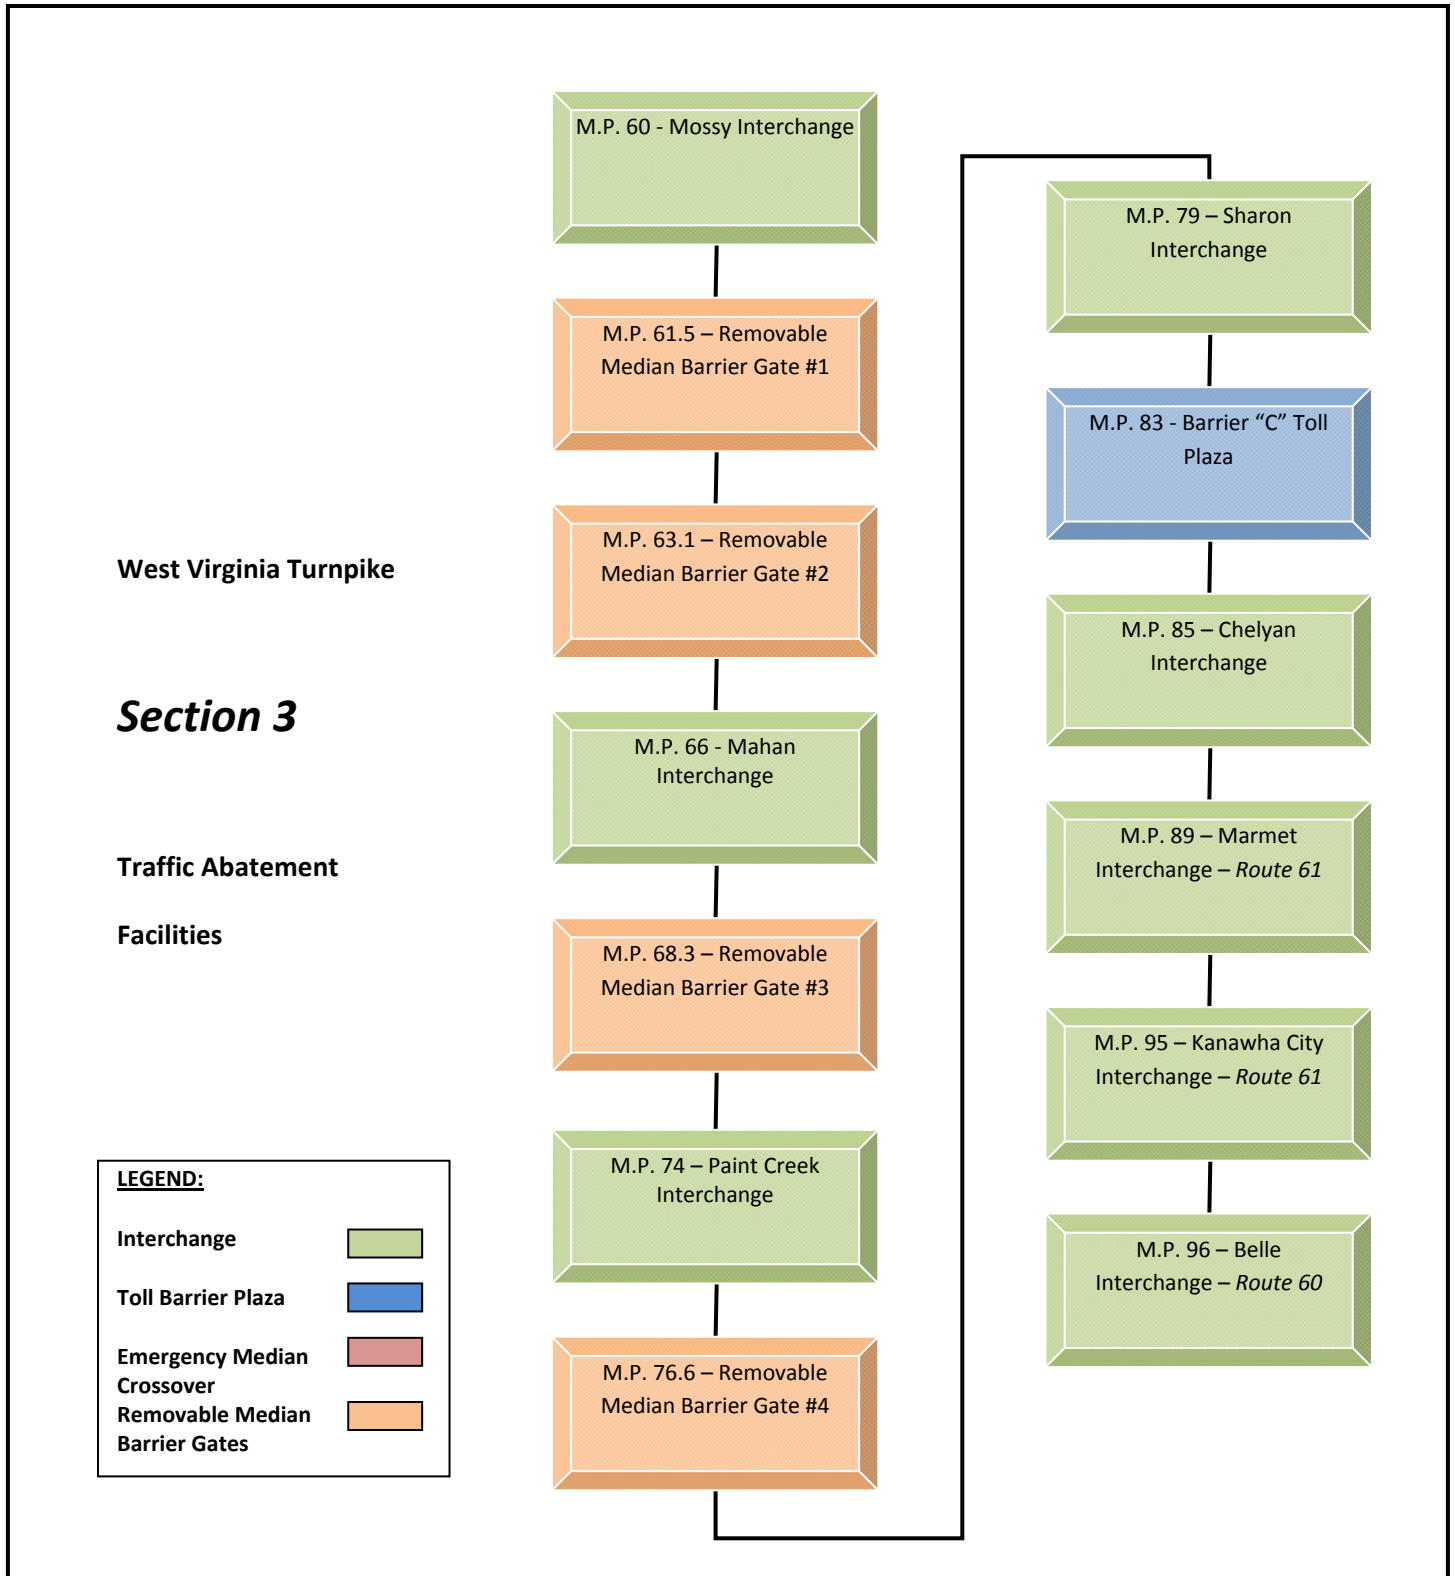 M.P. 60 - Mossy Interchange
M.P. 61.5 – Removable
Median Barrier Gate #1
M.P. 63.1 – Removable
Median Barrier Gate #2
West Virginia Turnpike
Section 3
M.P. 66 - Mahan
Interchange
Traffic Abatement
Facilities
M.P. 68.3 – Removable
Median Barrier Gate #3
M.P. 74 – Paint Creek
Interchange
M.P. 76.6 – Removable
Median Barrier Gate #4
M.P. 79 – Sharon
Interchange
M.P. 83 - Barrier “C” Toll
Plaza
M.P. 85 – Chelyan
Interchange
M.P. 89 – Marmet
Interchange – Route 61
M.P. 95 – Kanawha City
Interchange – Route 61
M.P. 96 – Belle
Interchange – Route 60
LEGEND:
Interchange
Toll Barrier Plaza
Emergency Median
Crossover
Removable Median
Barrier Gates